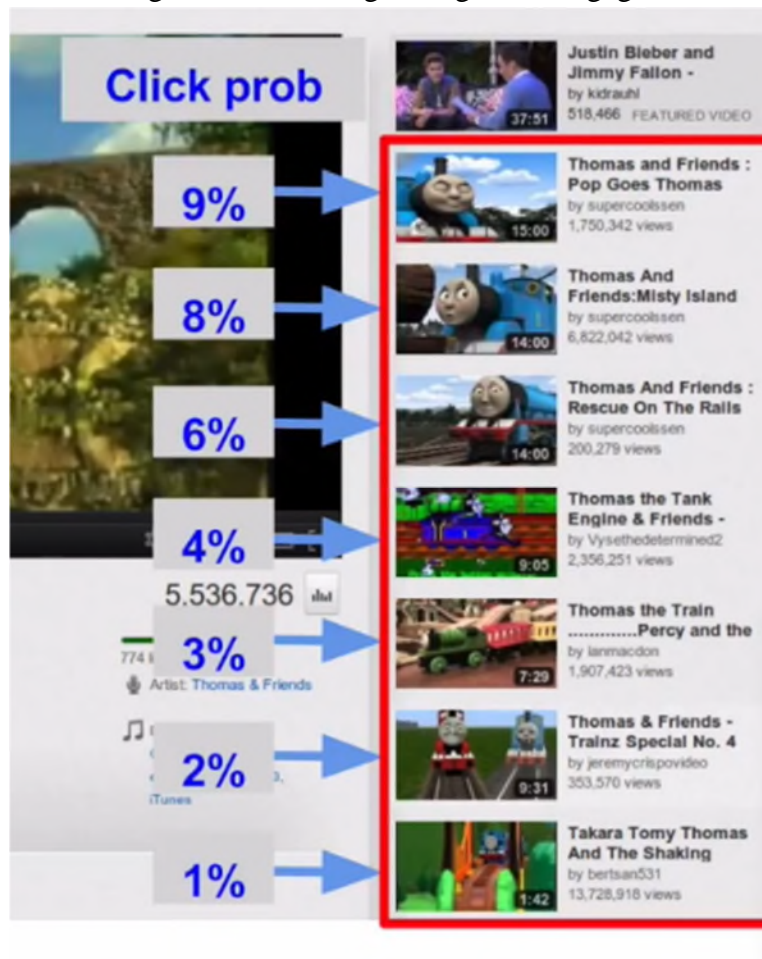 Click prob
37:51
Justin Bieber and
Jimmy Fallon -
by kidrauhl
518,466 FEATURED VIDEO
9%
15:00
Thomas and Friends :
Pop Goes Thomas
by supercoolssen
1,750,342 views
8%
14:00
Thomas And
Friends:Misty Island
by supercoolssen
6,822,042 views
6%
14:00
Thomas And Friends :
Rescue On The Rails
by supercoolssen
200,279 views
4%
9:05
Thomas the Tank
Engine & Friends -
by Vysethedetermined2
2,356,251 views
5.536.736
3%
774
Artist: Thomas & Friends
7:29
Thomas the Train
.............Percy and the
by ianmacdon
1,907,423 views
2%
iTunes
9:31
Thomas & Friends -
Trainz Special No. 4
by jeremycrispovideo
353,570 views
1%
1:42
Takara Tomy Thomas
And The Shaking
by bertsan531
13,728,918 views